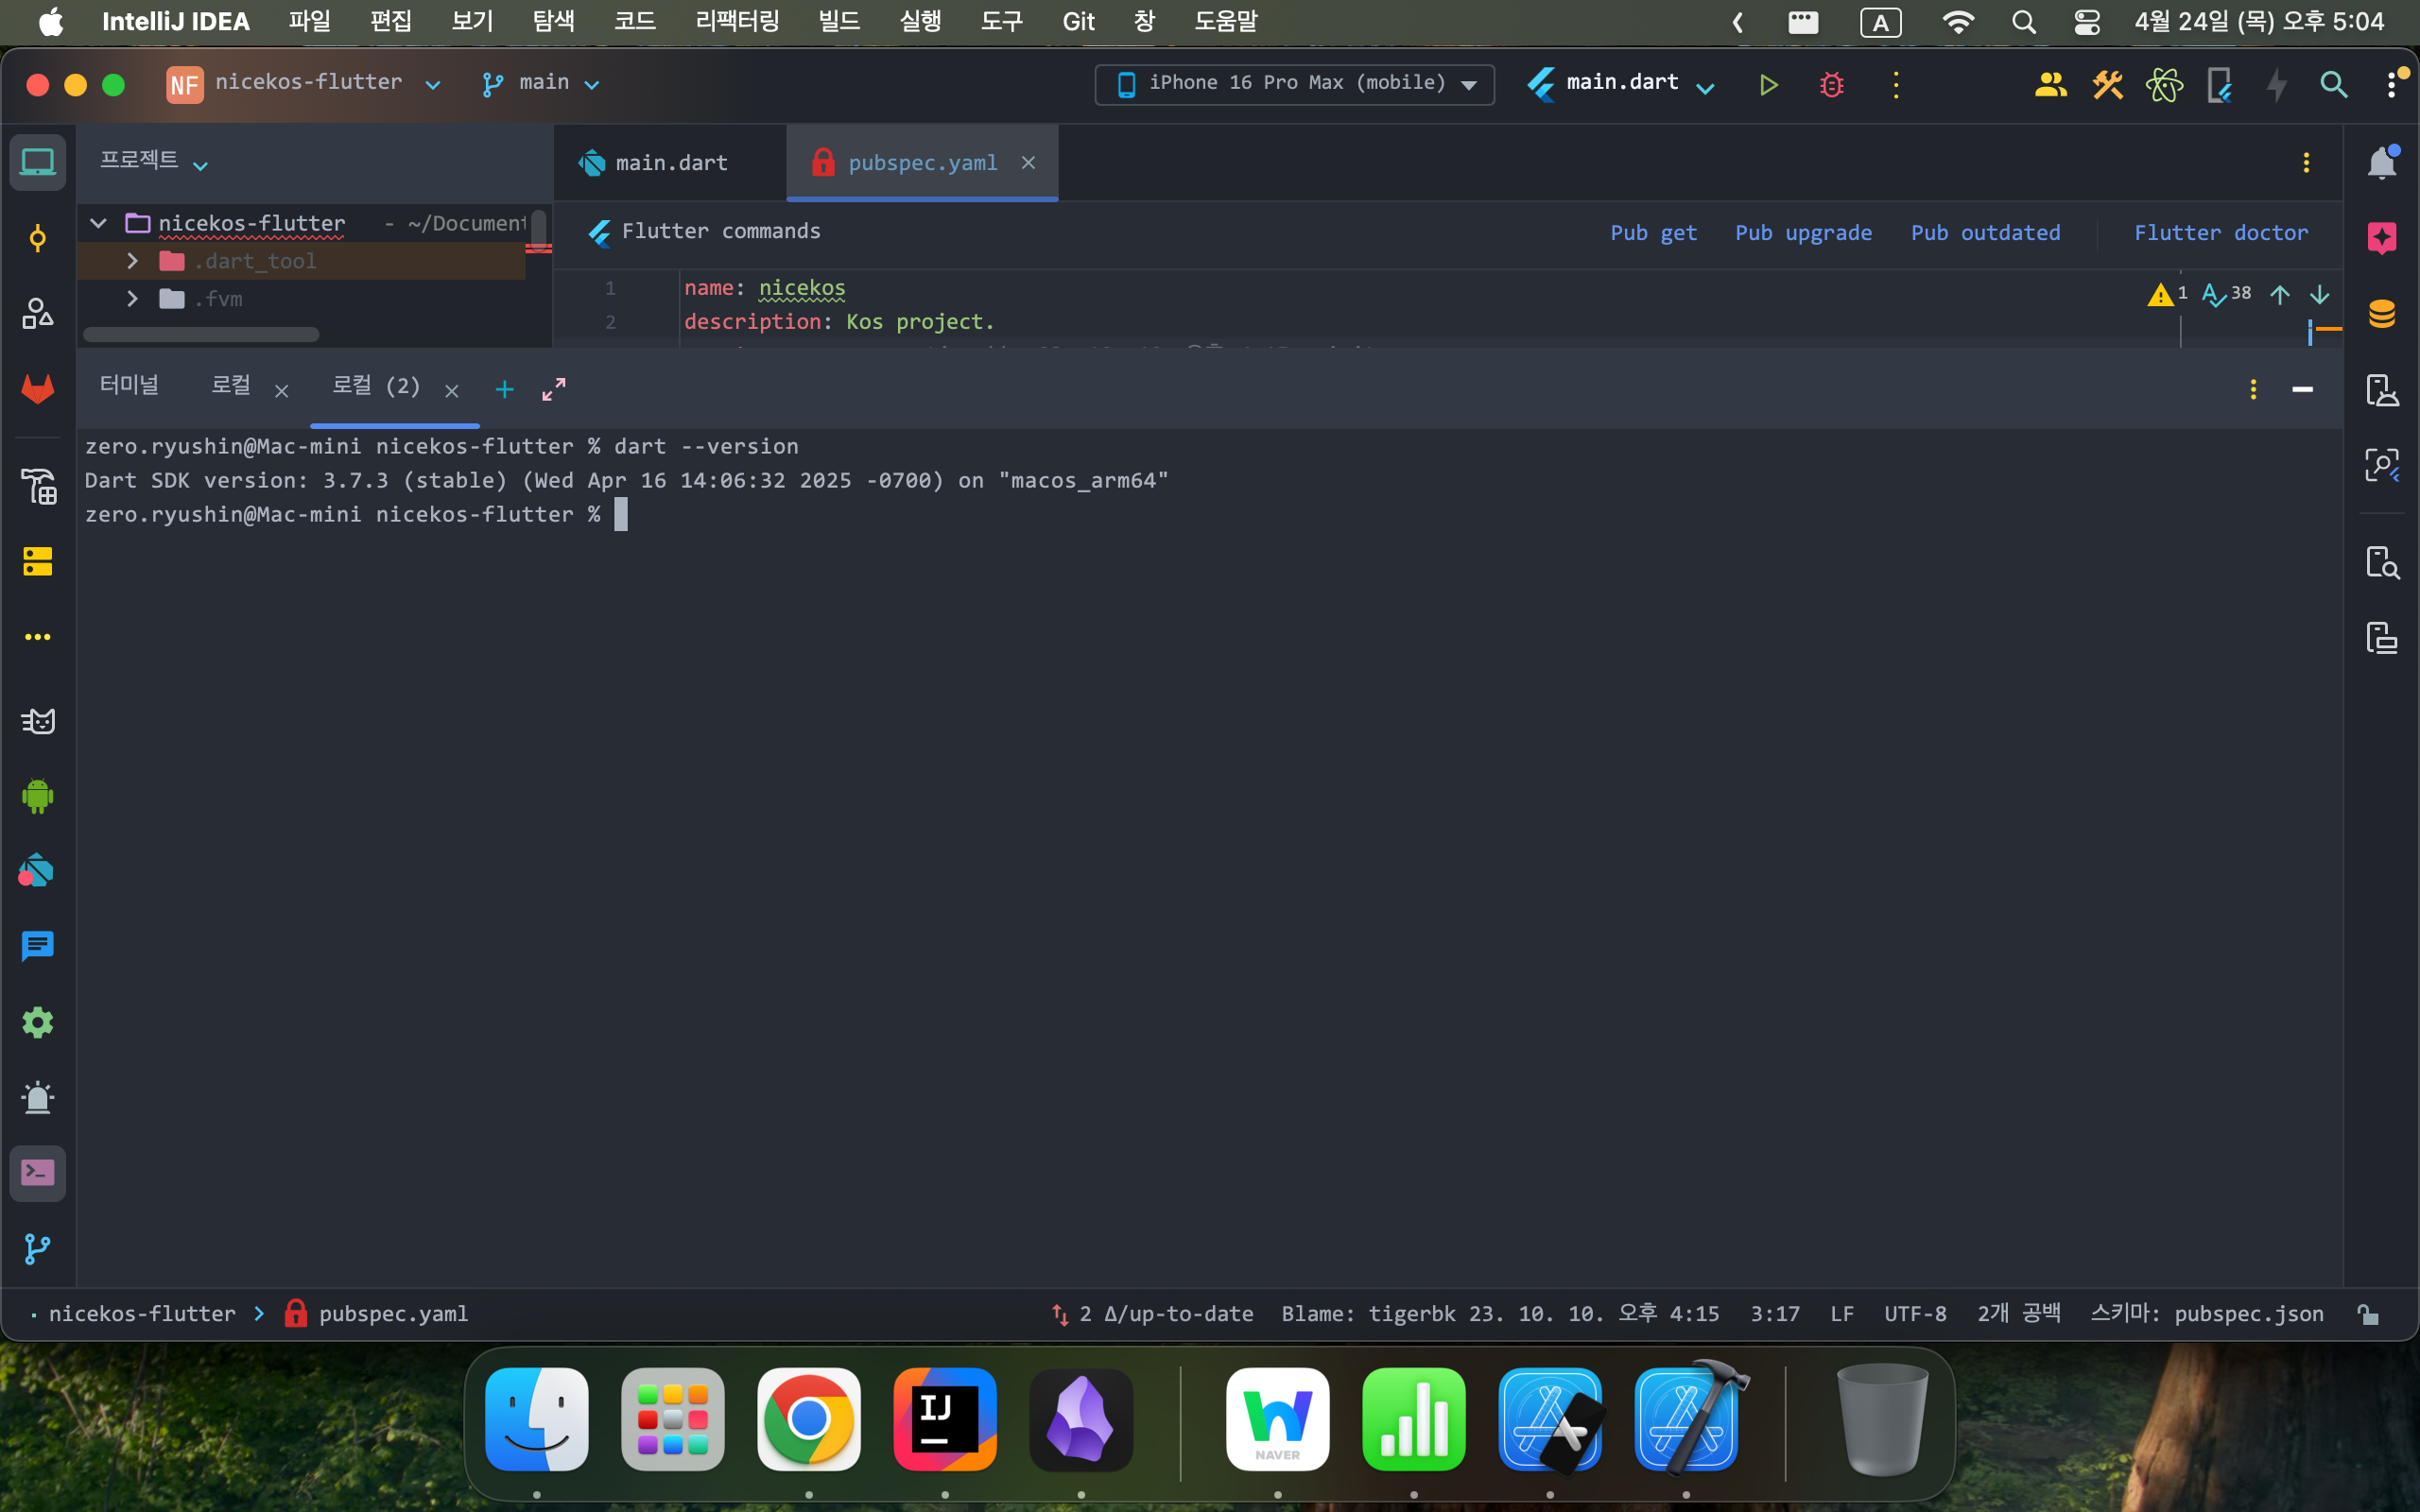 IntelliJ IDEA 파일 편집 보기 탐색 코드 리팩터링 빌드 실행 도구 Git 창 도움말 A 4월 24일 (목) 오후 5:04
NF nicekos-flutter main iPhone 16 Pro Max (mobile) main.dart
프로젝트 main.dart pubspec.yaml
nicekos-flutter - ~/Document
.dart_tool
.fvm
Flutter commands Pub get Pub upgrade Pub outdated Flutter doctor
1 name: nicekos 1 38
2 description: Kos project.
터미널 로컬 로컬 (2)
zero.ryushin@Mac-mini nicekos-flutter % dart --version
Dart SDK version: 3.7.3 (stable) (Wed Apr 16 14:06:32 2025 -0700) on "macos_arm64"
zero.ryushin@Mac-mini nicekos-flutter %
nicekos-flutter pubspec.yaml 2 Δ/up-to-date Blame: tigerbk 23. 10. 10. 오후 4:15 3:17 LF UTF-8 2개 공백 스키마: pubspec.json
IJ
NAVER